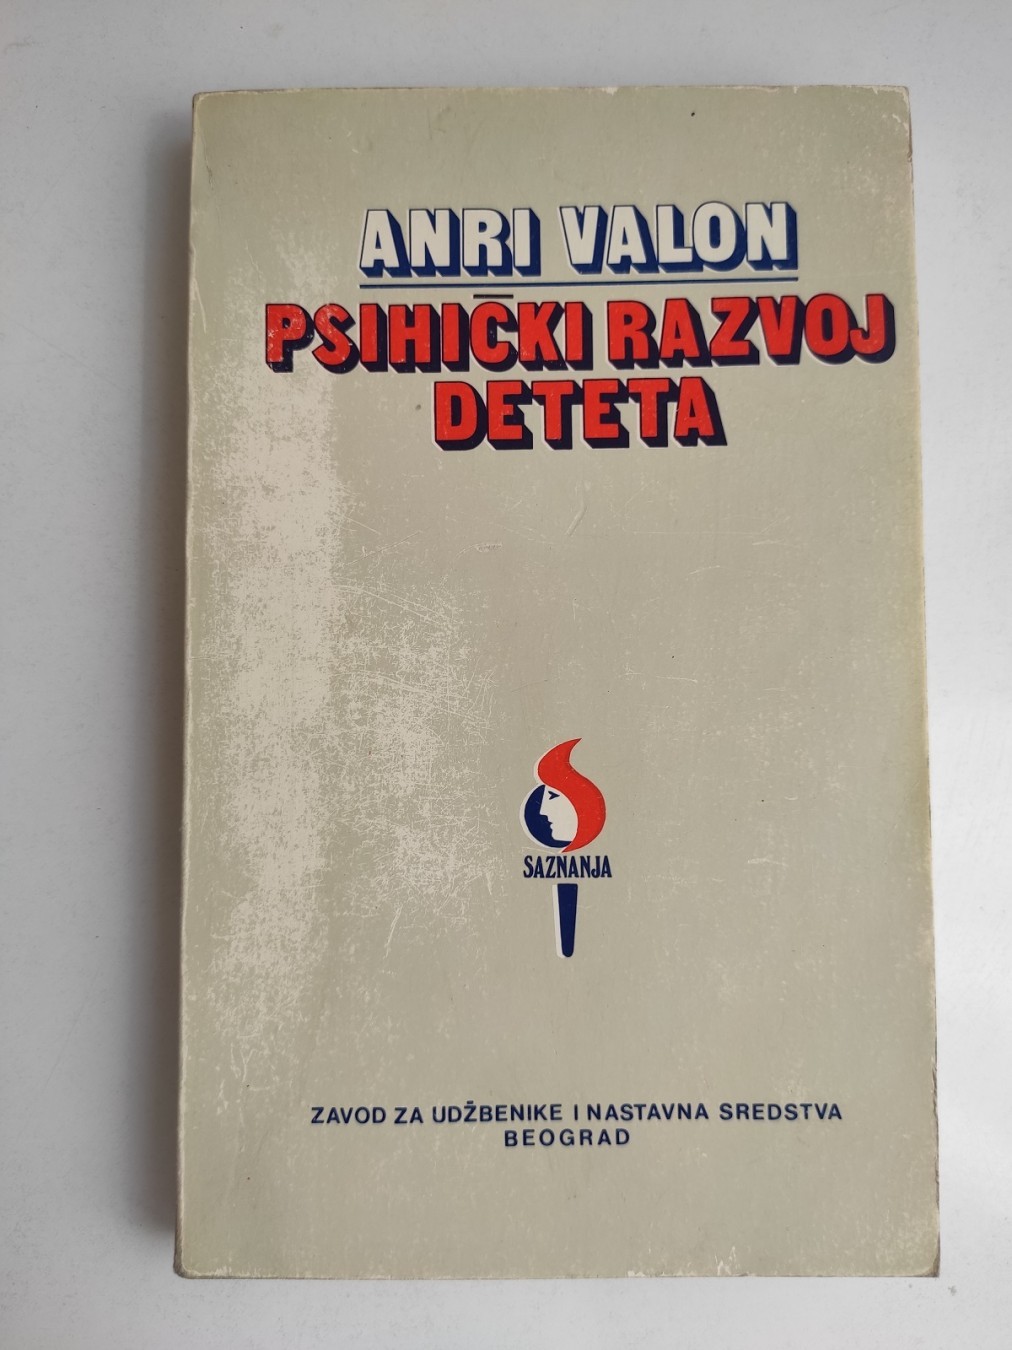 ANRI VALON
PSIHIČKI RAZVOJ
DETETA
SAZNANJA
ZAVOD ZA UDŽBENIKE I NASTAVNA SREDSTVA
BEOGRAD